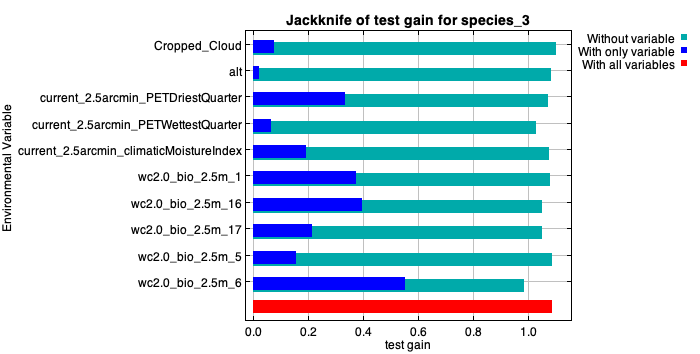 Jackknife of test gain for species_3
Without variable
With only variable
With all variables
Environmental Variable
Cropped_Cloud
alt
current_2.5arcmin_PETDriestQuarter
current_2.5arcmin_PETWettestQuarter
current_2.5arcmin_climaticMoistureIndex
wc2.0_bio_2.5m_1
wc2.0_bio_2.5m_16
wc2.0_bio_2.5m_17
wc2.0_bio_2.5m_5
wc2.0_bio_2.5m_6
0.0 0.2 0.4 0.6 0.8 1.0
test gain